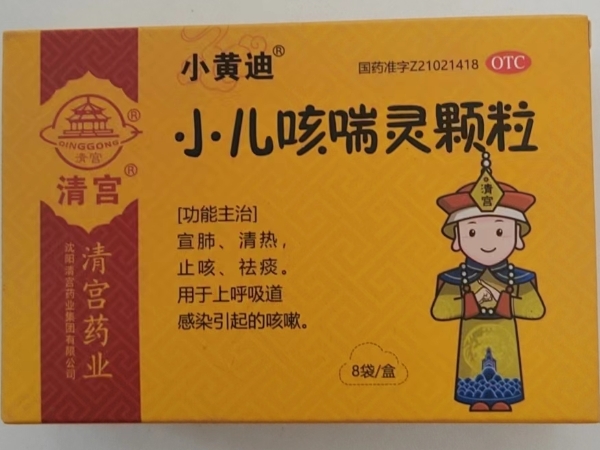 小黄迪®
国药准字Z21021418 OTC
小儿咳喘灵颗粒
®
QINGGONG
清宫
清宫®
清宫药业
沈阳清宫药业集团有限公司
[功能主治]
宣肺、清热，
止咳、祛痰。
用于上呼吸道
感染引起的咳嗽。
8袋/盒
清宫